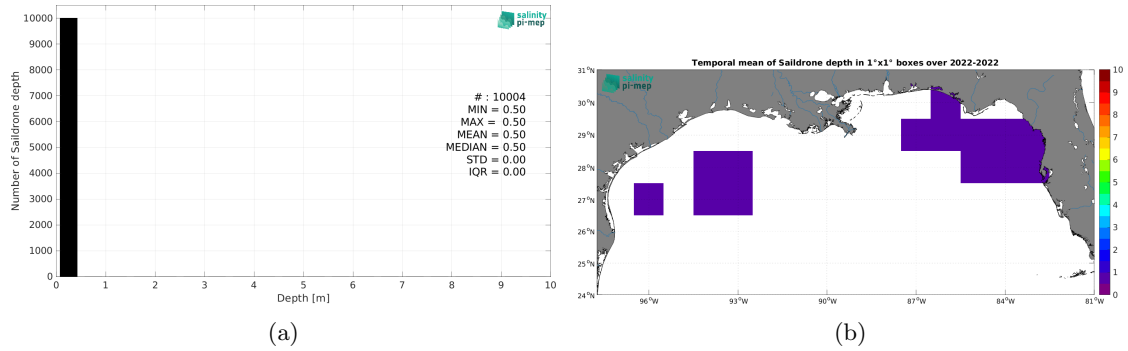 salinity
pi-mep
10000
9000
8000
7000
6000
5000
4000
3000
2000
1000
0
Number of Saildrone depth
# : 10004
MIN = 0.50
MAX = 0.50
MEAN = 0.50
MEDIAN = 0.50
STD = 0.00
IQR = 0.00
0 1 2 3 4 5 6 7 8 9 10
Depth [m]
(a)
Temporal mean of Saildrone depth in 1°x1° boxes over 2022-2022
salinity
pi-mep
31°N
30°N
29°N
28°N
27°N
26°N
25°N
24°N
96°W 93°W 90°W 87°W 84°W 81°W
10
9
8
7
6
5
4
3
2
1
0
(b)